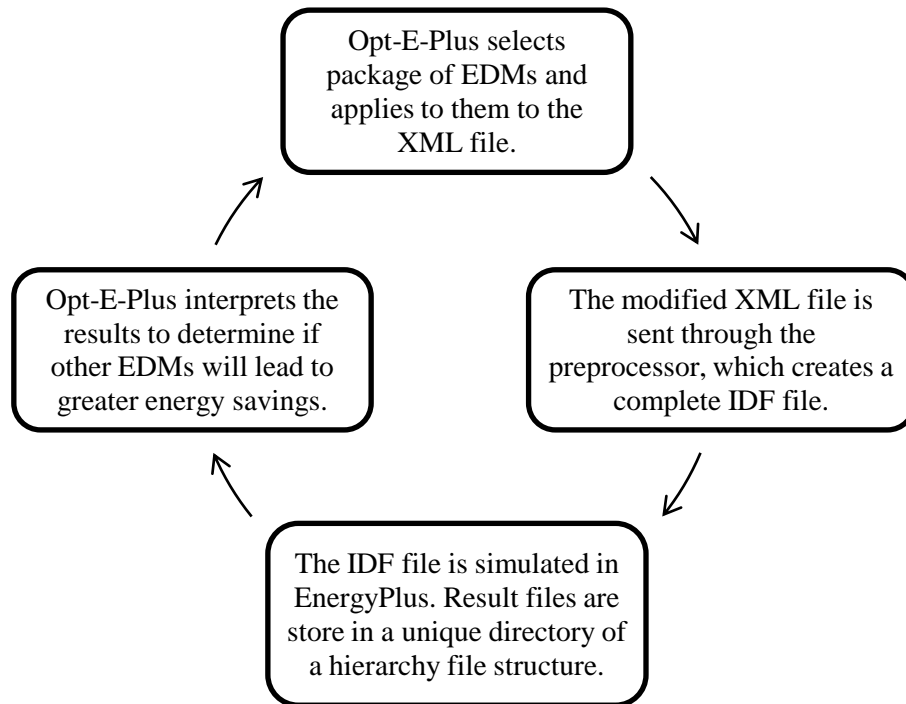 Opt-E-Plus selects
package of EDMs and
applies to them to the
XML file.
Opt-E-Plus interprets the
results to determine if
other EDMs will lead to
greater energy savings.
The modified XML file is
sent through the
preprocessor, which creates a
complete IDF file.
The IDF file is simulated in
EnergyPlus. Result files are
store in a unique directory of
a hierarchy file structure.